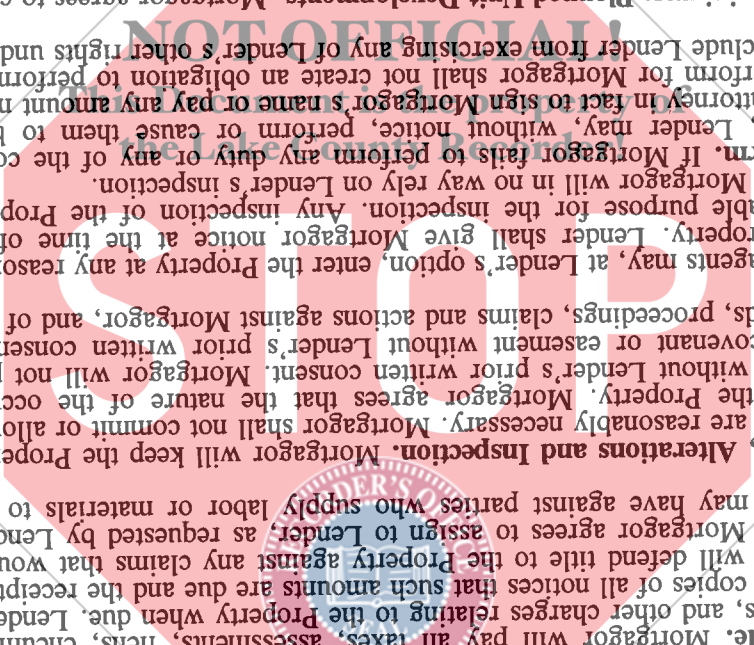 le. Mortgagor will pay all taxes, assessments, liens, encum
s, and other charges relating to the Property when due. Lende
copies of all notices that such amounts are due and the receipt
will defend title to the Property against any claims that wou
Mortgagor agrees to assign to Lender, as requested by Lend
may have against parties who supply labor or materials to
, Alterations and Inspection. Mortgagor will keep the Prope
are reasonably necessary. Mortgagor shall not commit or allo
the Property. Mortgagor agrees that the nature of the occ
without Lender's prior written consent. Mortgagor will not
covenant or easement without Lender's prior written consen
ds, proceedings, claims and actions against Mortgagor, and of
agents may, at Lender's option, enter the Property at any reaso
roperty. Lender shall give Mortgagor notice at the time of
able purpose for the inspection. Any inspection of the Prop
Mortgagor will in no way rely on Lender's inspection.
rm. If Mortgagor fails to perform any duty or any of the co
Lender may, without notice, perform or cause them to b
attorney in fact to sign Mortgagor's name or pay any amount n
rform for Mortgagor shall not create an obligation to perform
clude Lender from exercising any of Lender's other rights und
Planned Unit Developments. Mortgagor agrees to c
NOT OFFICIAL!
This Document is the property of
the Lake County Recorder!
STOP
SEAL